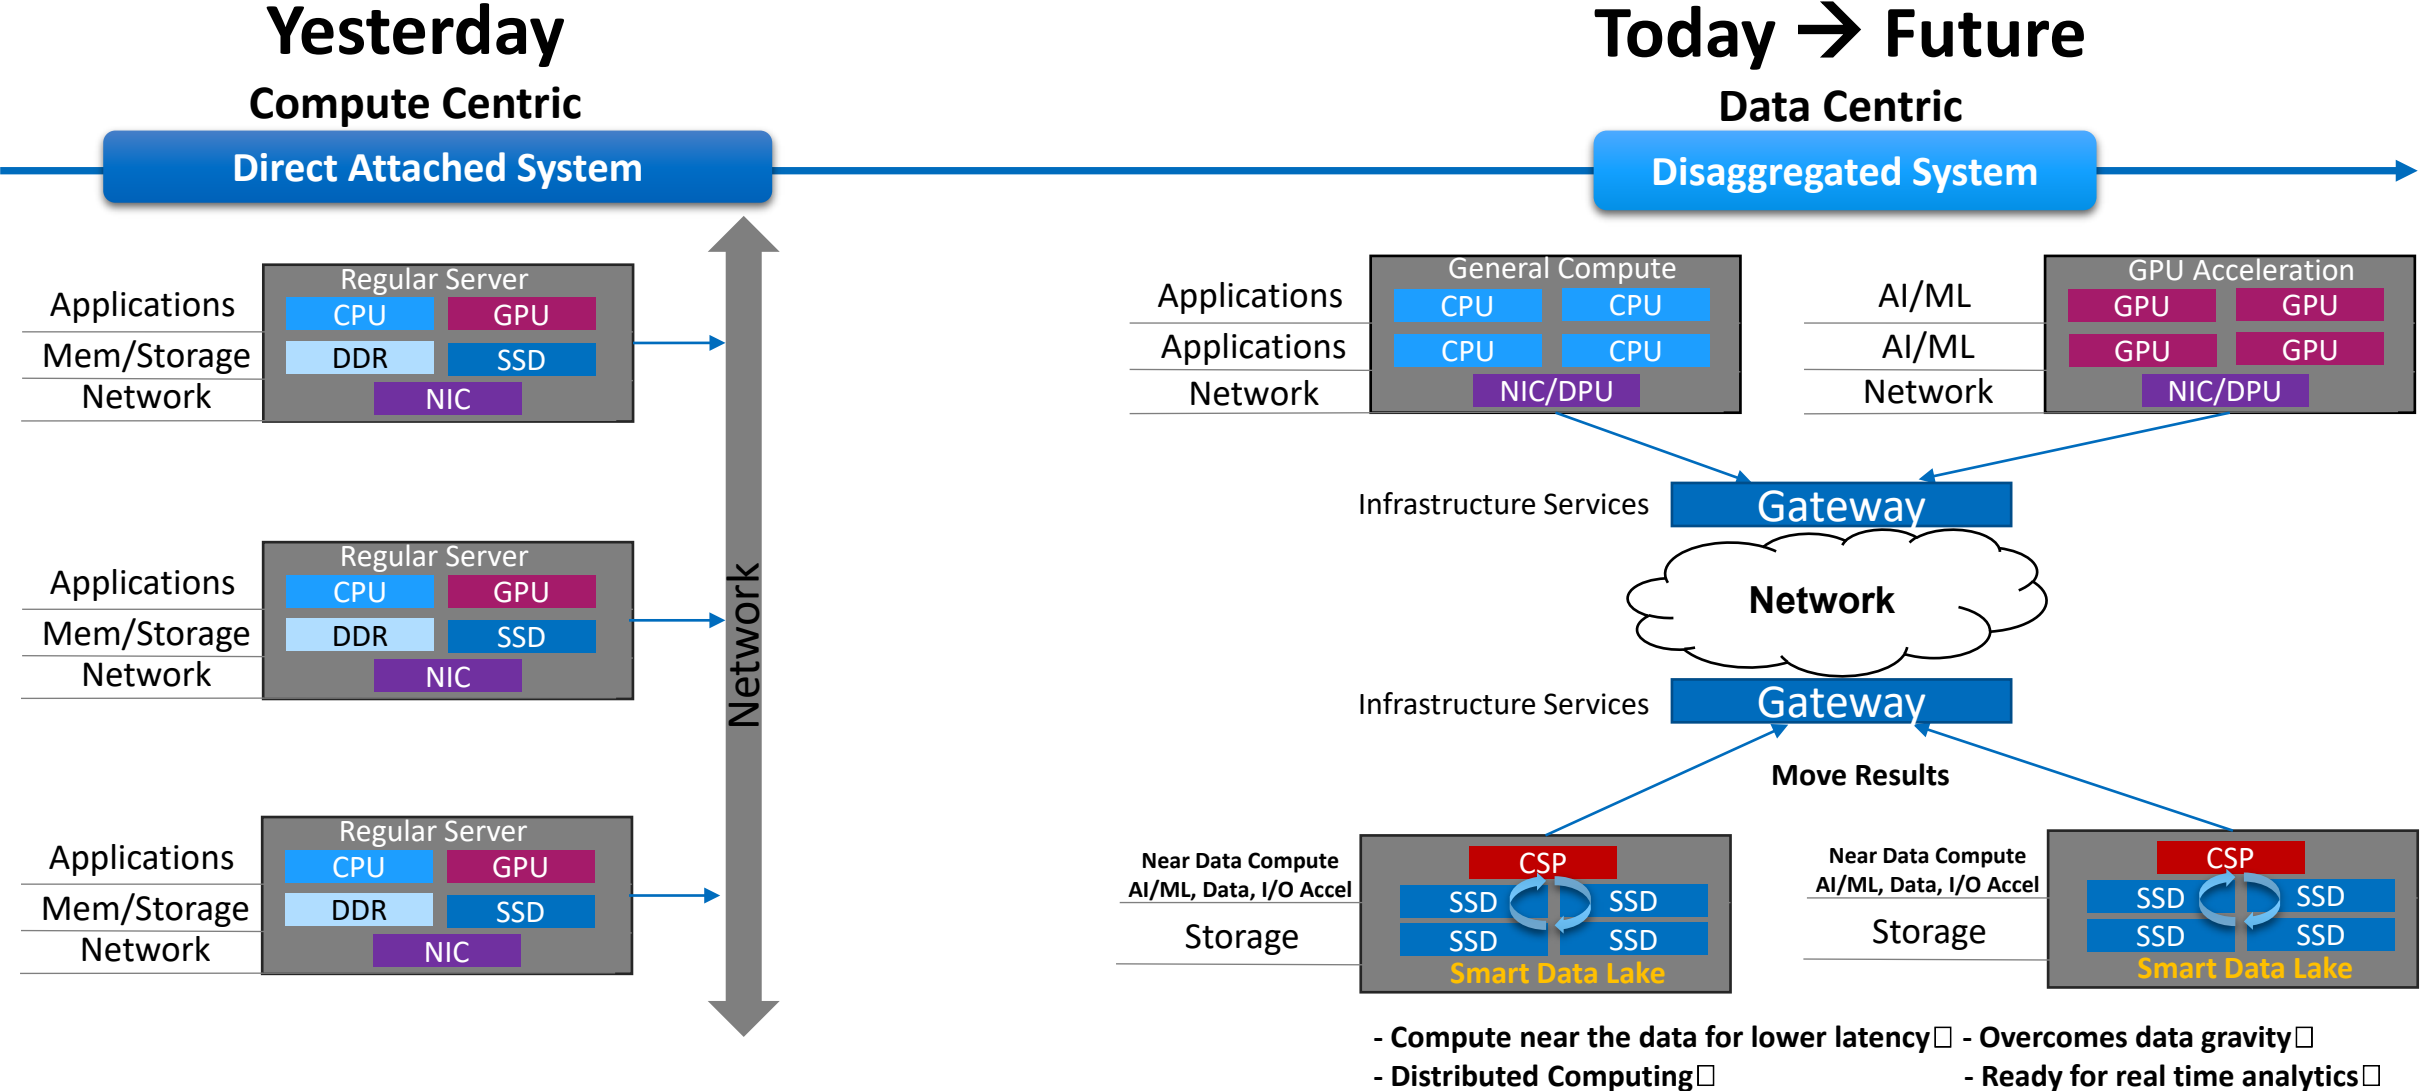 Yesterday
Compute Centric
Direct Attached System
Today → Future
Data Centric
Disaggregated System
Applications
Mem/Storage
Network
Regular Server
CPU GPU
DDR SSD
NIC
Applications
Mem/Storage
Network
Regular Server
CPU GPU
DDR SSD
NIC
Applications
Mem/Storage
Network
Regular Server
CPU GPU
DDR SSD
NIC
Network
Applications
Applications
Network
General Compute
CPU CPU
CPU CPU
NIC/DPU
AI/ML
AI/ML
Network
GPU Acceleration
GPU GPU
GPU GPU
NIC/DPU
Infrastructure Services
Gateway
Network
Infrastructure Services
Gateway
Move Results
Near Data Compute
AI/ML, Data, I/O Accel
Storage
CSP
SSD SSD
SSD SSD
Smart Data Lake
Near Data Compute
AI/ML, Data, I/O Accel
Storage
CSP
SSD SSD
SSD SSD
Smart Data Lake
- Compute near the data for lower latency
- Overcomes data gravity
- Distributed Computing
- Ready for real time analytics